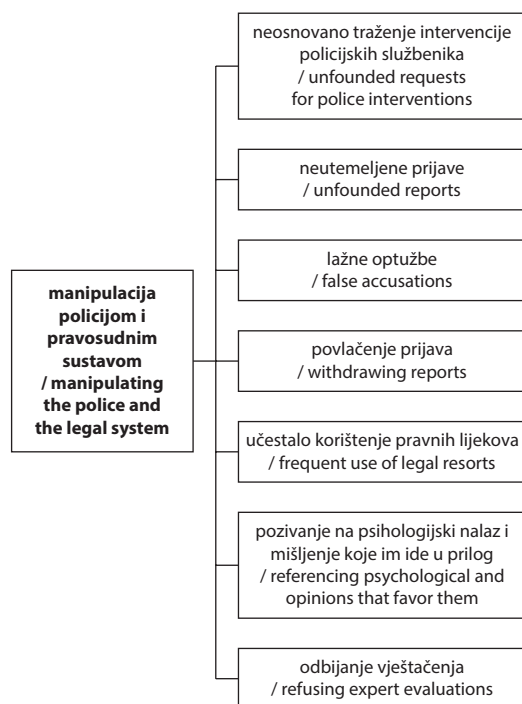 neosnovano traženje intervencije
policijskih službenika
/ unfounded requests
for police interventions
neutemeljene prijave
/ unfounded reports
lažne optužbe
/ false accusations
manipulacija
policijom i
pravosudnim
sustavom
/ manipulating
the police and
the legal system
povlačenje prijava
/ withdrawing reports
učestalo korištenje pravnih lijekova
/ frequent use of legal resorts
pozivanje na psihologijski nalaz i
mišljenje koje im ide u prilog
/ referencing psychological and
opinions that favor them
odbijanje vještačenja
/ refusing expert evaluations